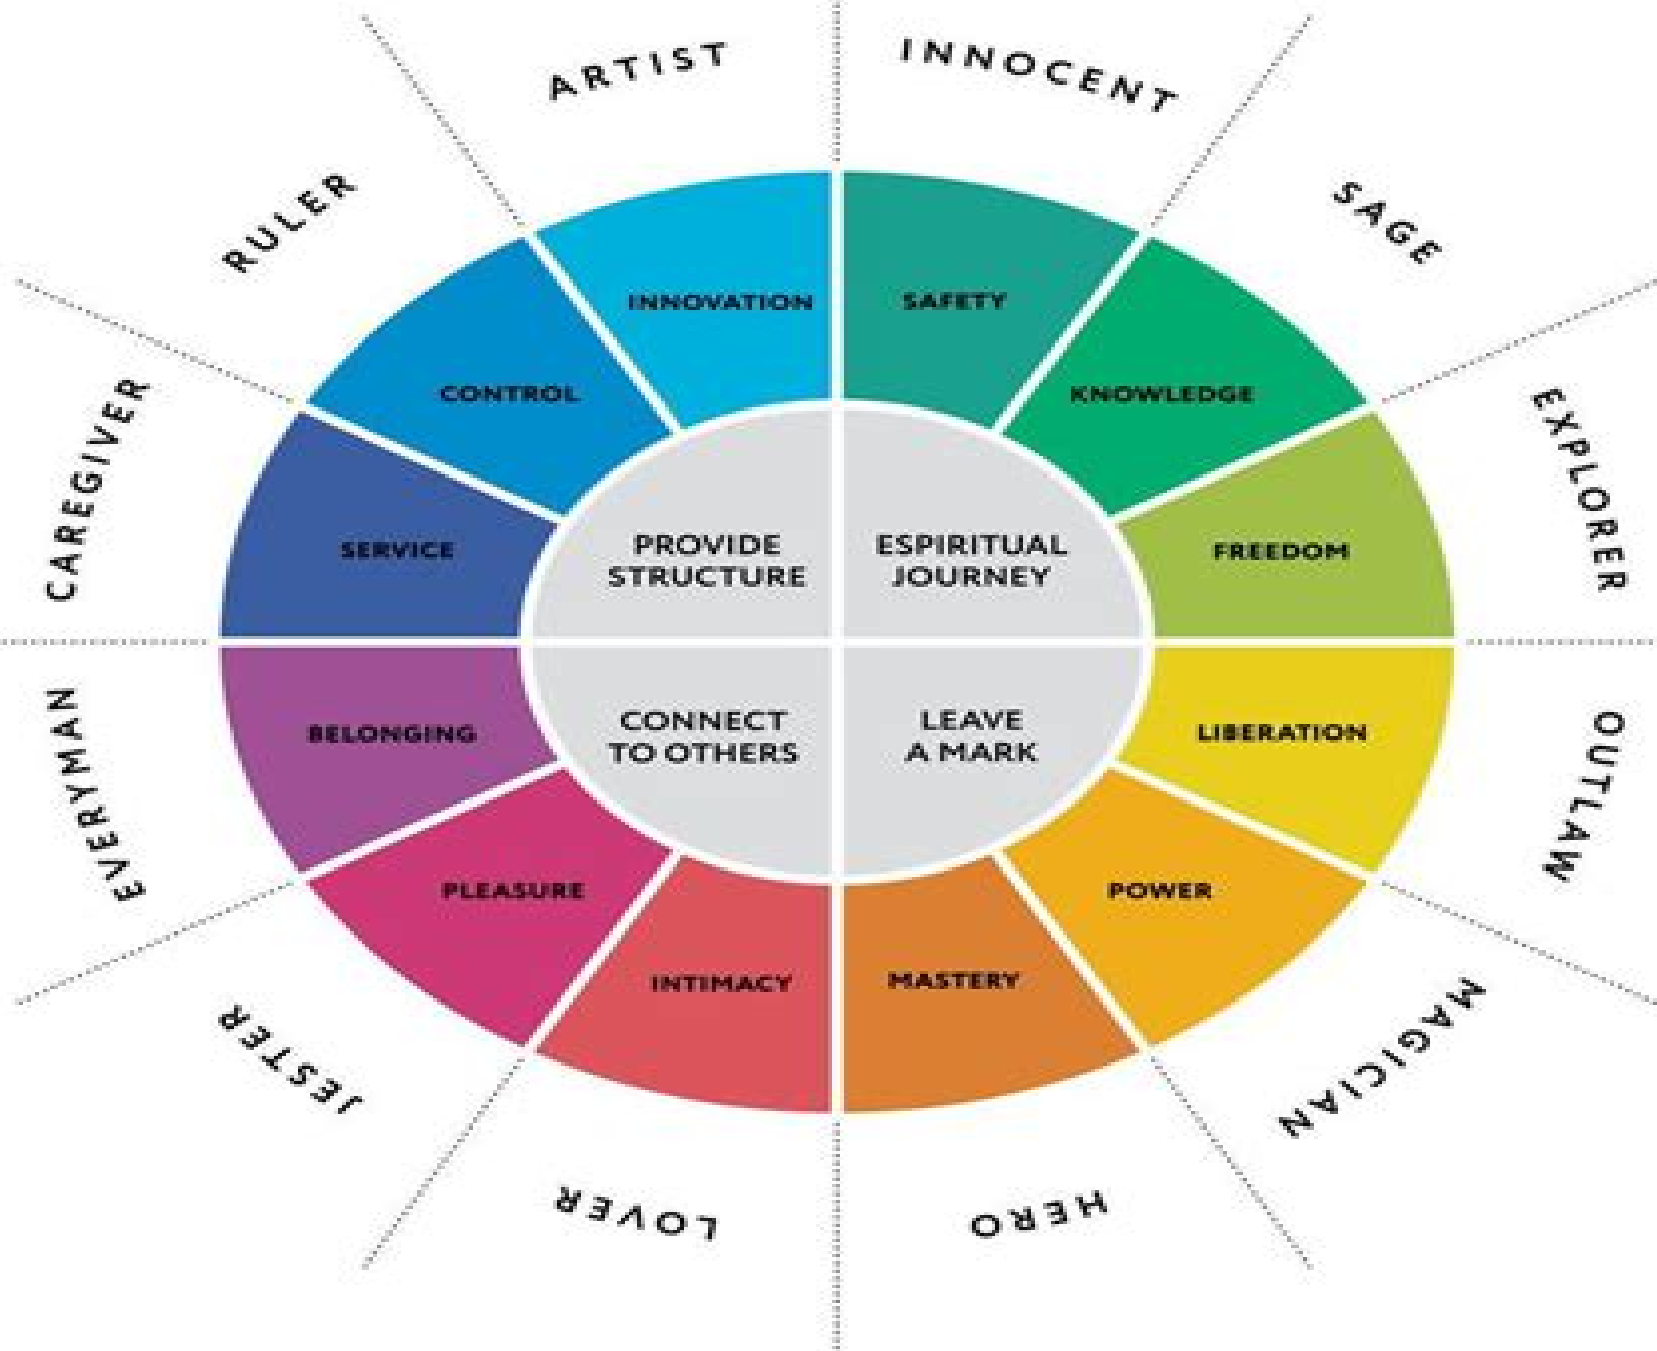 ARTIST
INNOCENT
SAGE
EXPLORER
OUTLAW
MAGICIAN
HERO
LOVER
JESTER
EVERYMAN
CAREGIVER
RULER
INNOVATION
SAFETY
KNOWLEDGE
FREEDOM
LIBERATION
POWER
MASTERY
INTIMACY
PLEASURE
BELONGING
SERVICE
CONTROL
PROVIDE
STRUCTURE
ESPIRITUAL
JOURNEY
CONNECT
TO OTHERS
LEAVE
A MARK